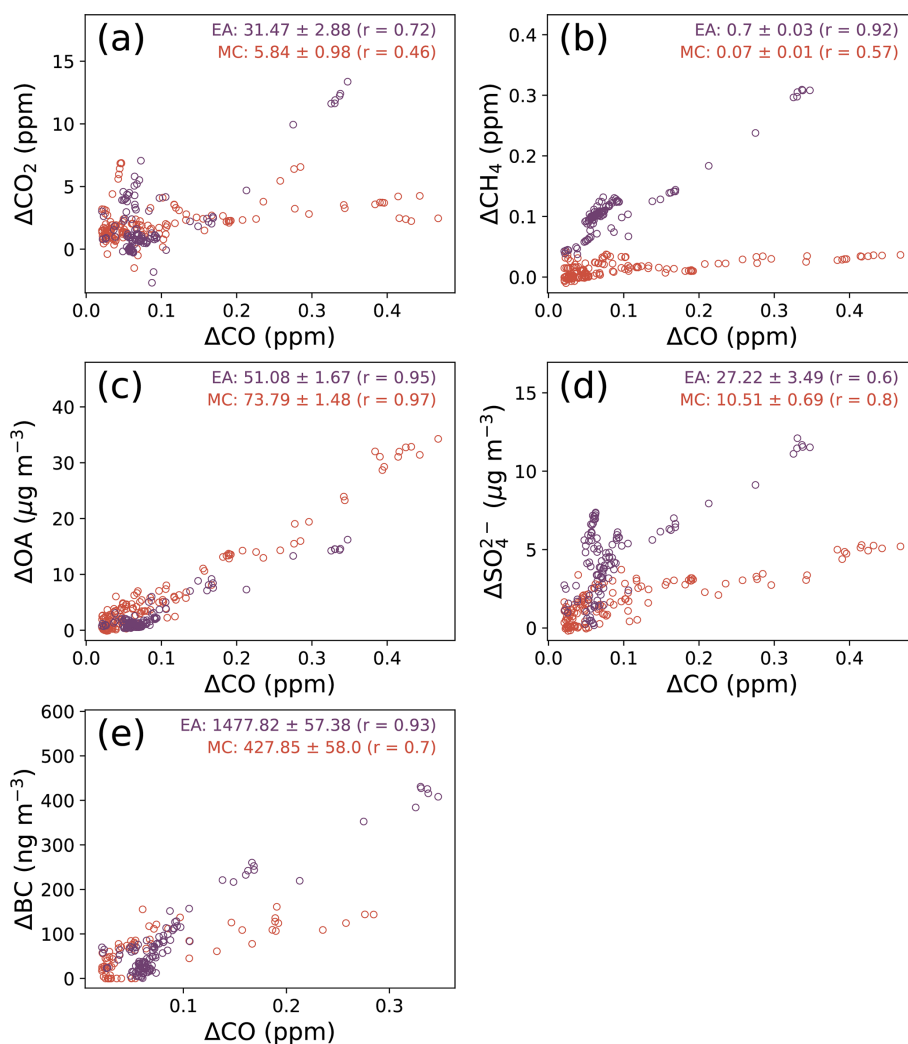 (a)
EA: 31.47 ± 2.88 (r = 0.72)
MC: 5.84 ± 0.98 (r = 0.46)
15
10
5
0
ΔCO₂ (ppm)
0.0 0.1 0.2 0.3 0.4
ΔCO (ppm)
(b)
EA: 0.7 ± 0.03 (r = 0.92)
MC: 0.07 ± 0.01 (r = 0.57)
0.4
0.3
0.2
0.1
0.0
ΔCH₄ (ppm)
0.0 0.1 0.2 0.3 0.4
ΔCO (ppm)
(c)
EA: 51.08 ± 1.67 (r = 0.95)
MC: 73.79 ± 1.48 (r = 0.97)
40
30
20
10
0
ΔOA (μg m⁻³)
0.0 0.1 0.2 0.3 0.4
ΔCO (ppm)
(d)
EA: 27.22 ± 3.49 (r = 0.6)
MC: 10.51 ± 0.69 (r = 0.8)
15
10
5
0
ΔSO₄²⁻ (μg m⁻³)
0.0 0.1 0.2 0.3 0.4
ΔCO (ppm)
(e)
EA: 1477.82 ± 57.38 (r = 0.93)
MC: 427.85 ± 58.0 (r = 0.7)
600
500
400
300
200
100
0
ΔBC (ng m⁻³)
0.1 0.2 0.3
ΔCO (ppm)